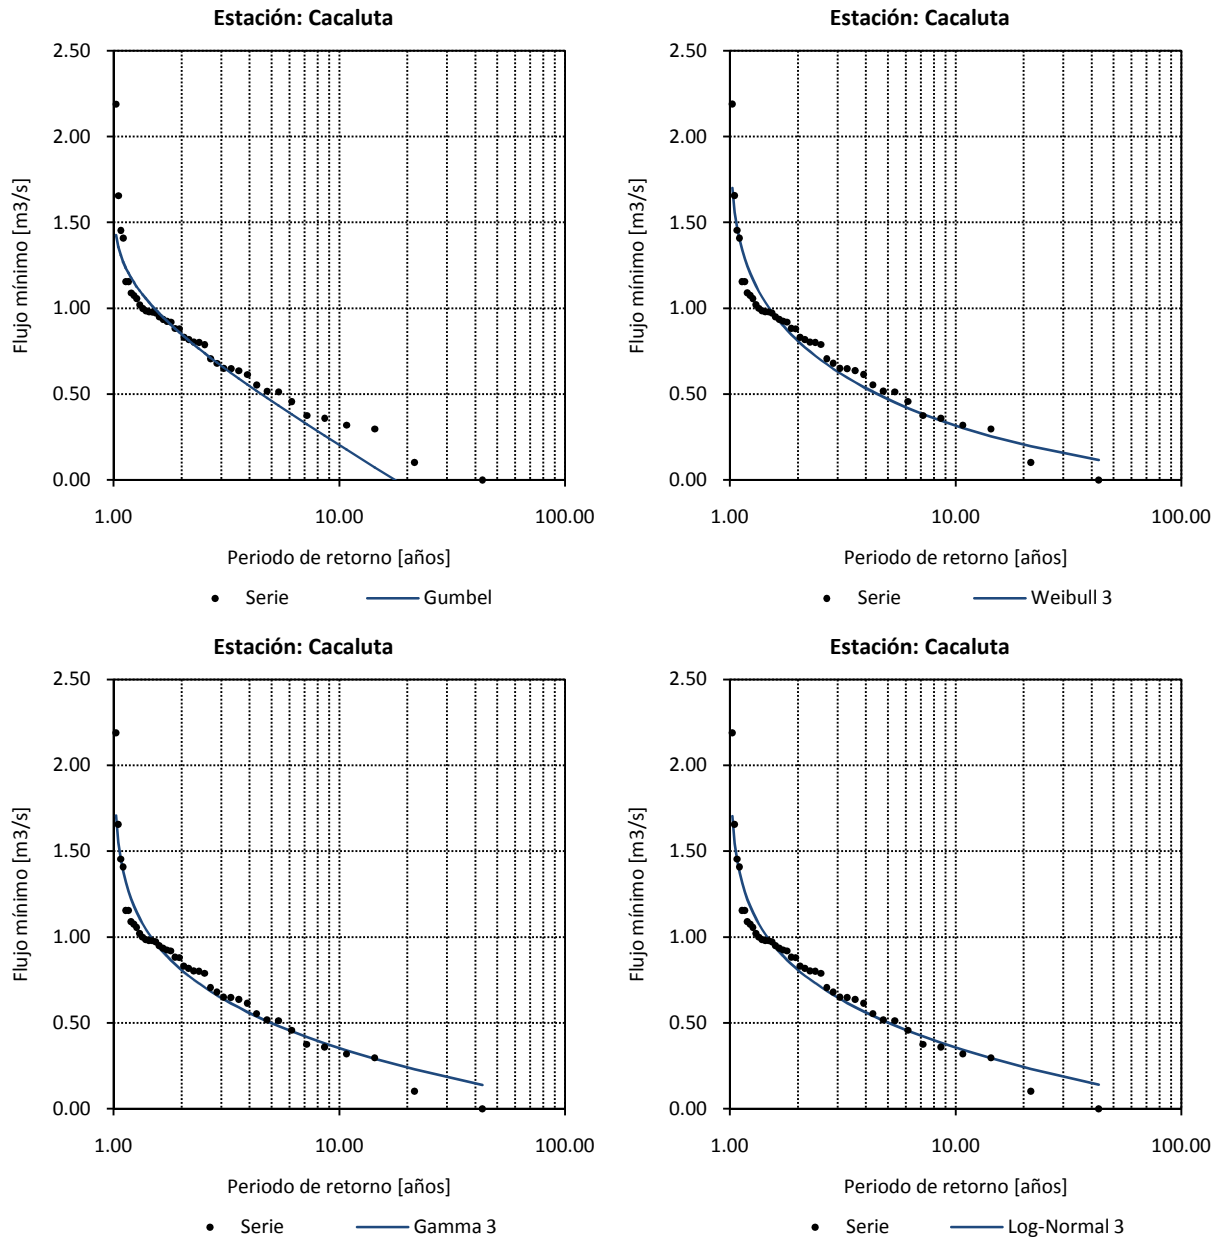 Estación: Cacaluta
2.50
2.00
1.50
1.00
0.50
0.00
Flujo mínimo [m3/s]
1.00 10.00 100.00
Periodo de retorno [años]
Serie Gumbel
Estación: Cacaluta
2.50
2.00
1.50
1.00
0.50
0.00
Flujo mínimo [m3/s]
1.00 10.00 100.00
Periodo de retorno [años]
Serie Weibull 3
Estación: Cacaluta
2.50
2.00
1.50
1.00
0.50
0.00
Flujo mínimo [m3/s]
1.00 10.00 100.00
Periodo de retorno [años]
Serie Gamma 3
Estación: Cacaluta
2.50
2.00
1.50
1.00
0.50
0.00
Flujo mínimo [m3/s]
1.00 10.00 100.00
Periodo de retorno [años]
Serie Log-Normal 3